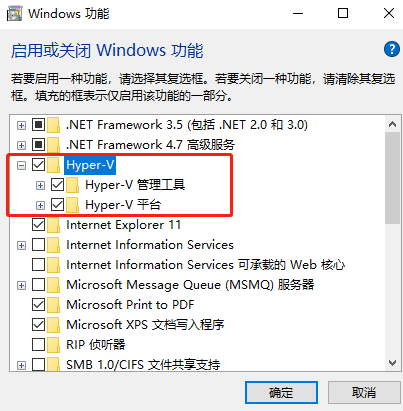 Windows 功能
启用或关闭 Windows 功能
若要启用一种功能，请选择其复选框。若要关闭一种功能，请清除其复选
框。填充的框表示仅启用该功能的一部分。
.NET Framework 3.5 (包括 .NET 2.0 和 3.0)
.NET Framework 4.7 高级服务
Hyper-V
Hyper-V 管理工具
Hyper-V 平台
Internet Explorer 11
Internet Information Services
Internet Information Services 可承载的 Web 核心
Microsoft Message Queue (MSMQ) 服务器
Microsoft Print to PDF
Microsoft XPS 文档写入程序
RIP 侦听器
SMB 1.0/CIFS 文件共享支持
确定 取消